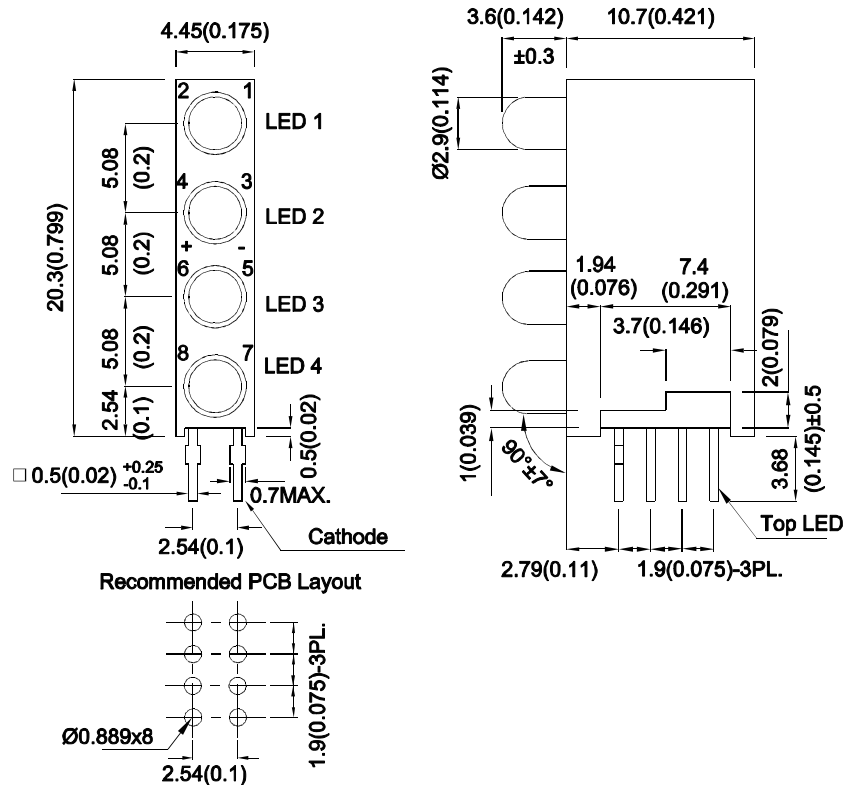 4.45(0.175)
2 1
LED 1
4 3
LED 2
+ -
6 5
LED 3
8 7
LED 4
20.3(0.799)
5.08
(0.2)
5.08
(0.2)
5.08
(0.2)
2.54
(0.1)
0.5(0.02)
□ 0.5(0.02) +0.25
-0.1
0.7MAX.
Cathode
2.54(0.1)
3.6(0.142)
±0.3
10.7(0.421)
Ø2.9(0.114)
1.94
(0.076)
7.4
(0.291)
3.7(0.146)
2(0.079)
1(0.039)
90°±7°
3.68
(0.145)±0.5
Top LED
2.79(0.11)
1.9(0.075)-3PL.
Recommended PCB Layout
1.9(0.075)-3PL.
Ø0.889x8
2.54(0.1)